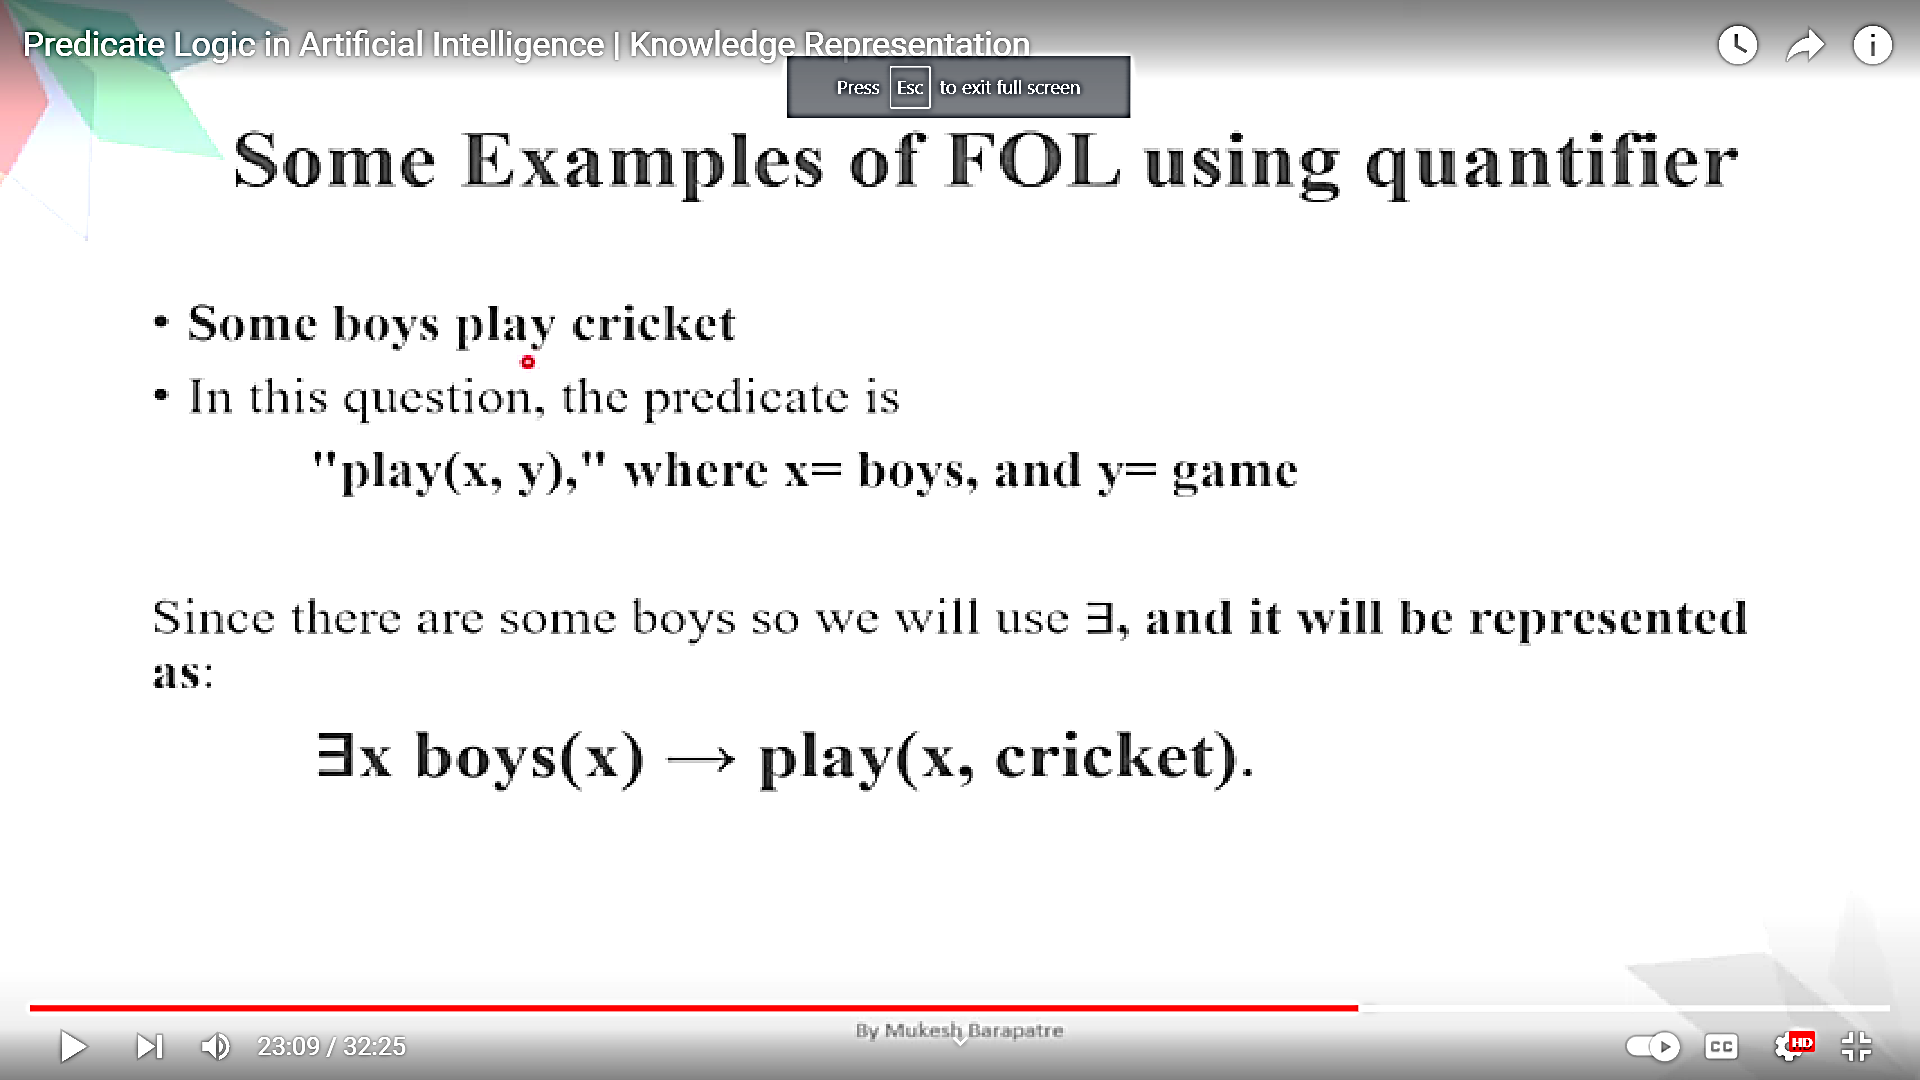 Predicate Logic in Artificial Intelligence | Knowledge Representation
Press Esc to exit full screen
Some Examples of FOL using quantifier
• Some boys play cricket
• In this question, the predicate is
"play(x, y)," where x= boys, and y= game
Since there are some boys so we will use ∃, and it will be represented
as:
∃x boys(x) → play(x, cricket).
By Mukesh Barapatre
23:09 / 32:25
CC
HD